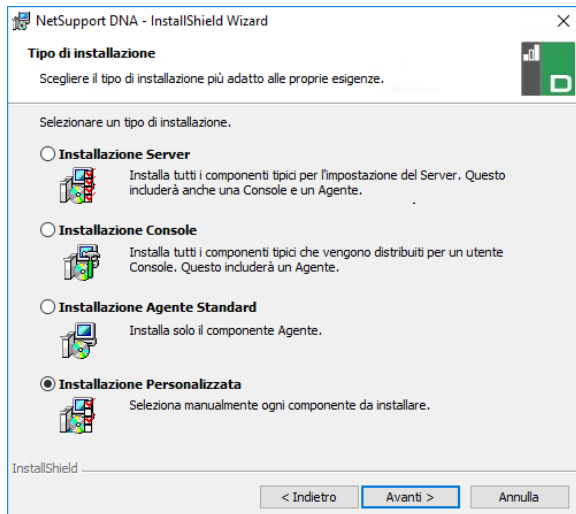 NetSupport DNA - InstallShield Wizard
Tipo di installazione
Scegliere il tipo di installazione più adatto alle proprie esigenze.
D
Selezionare un tipo di installazione.
Installazione Server
Installa tutti i componenti tipici per l'impostazione del Server. Questo
includerà anche una Console e un Agente.
Installazione Console
Installa tutti i componenti tipici che vengono distribuiti per un utente
Console. Questo includerà un Agente.
Installazione Agente Standard
Installa solo il componente Agente.
Installazione Personalizzata
Seleziona manualmente ogni componente da installare.
InstallShield
< Indietro
Avanti >
Annulla